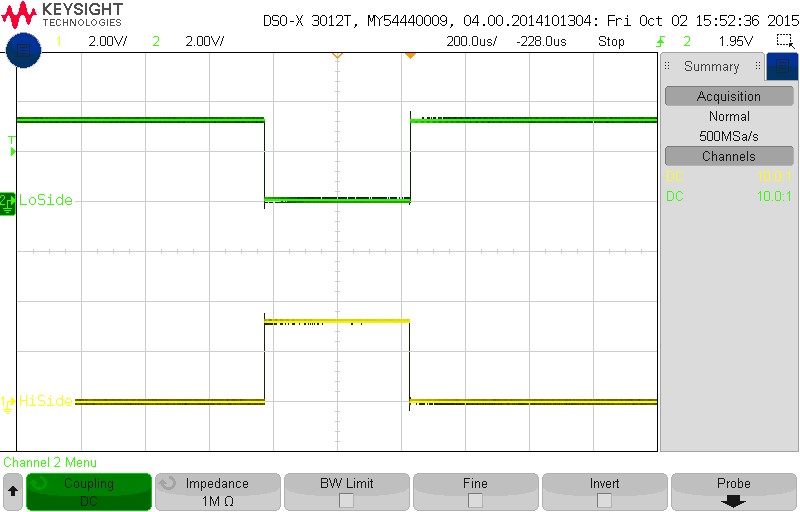 KEYSIGHT
TECHNOLOGIES
DSO-X 3012T, MY54440009, 04.00.2014101304: Fri Oct 02 15:52:36 2015
1 2.00V/ 2 2.00V/ 200.0us/ -228.0us Stop 2 1.95V
Summary
Acquisition
Normal
500MSa/s
Channels
DC 10.0:1
DC 10.0:1
T
2 LoSide
1 HiSide
Channel 2 Menu
Coupling
DC
Impedance
1M Ω
BW Limit
Fine
Invert
Probe